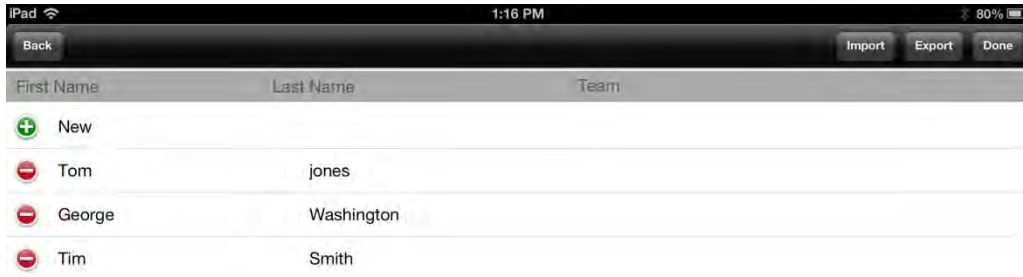 iPad 1:16 PM 80%
Back Import Export Done
First Name Last Name Team
New
Tom jones
George Washington
Tim Smith